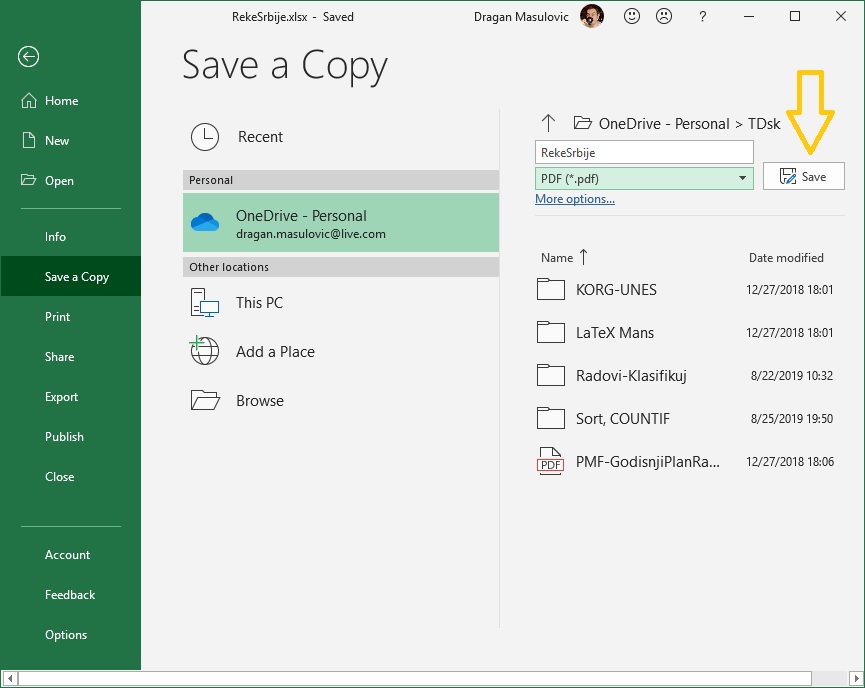 RekeSrbije.xlsx - Saved
Dragan Masulovic
?
Home
New
Open
Info
Save a Copy
Print
Share
Export
Publish
Close
Account
Feedback
Options
Save a Copy
Recent
Personal
OneDrive - Personal
dragan.masulovic@live.com
Other locations
This PC
Add a Place
Browse
OneDrive - Personal > TDsk
RekeSrbije
PDF (*.pdf)
Save
More options...
Name Date modified
KORG-UNES 12/27/2018 18:01
LaTeX Mans 12/27/2018 18:01
Radovi-Klasifikuj 8/22/2019 10:32
Sort, COUNTIF 8/25/2019 19:50
PDF PMF-GodisnjiPlanRa... 12/27/2018 18:06